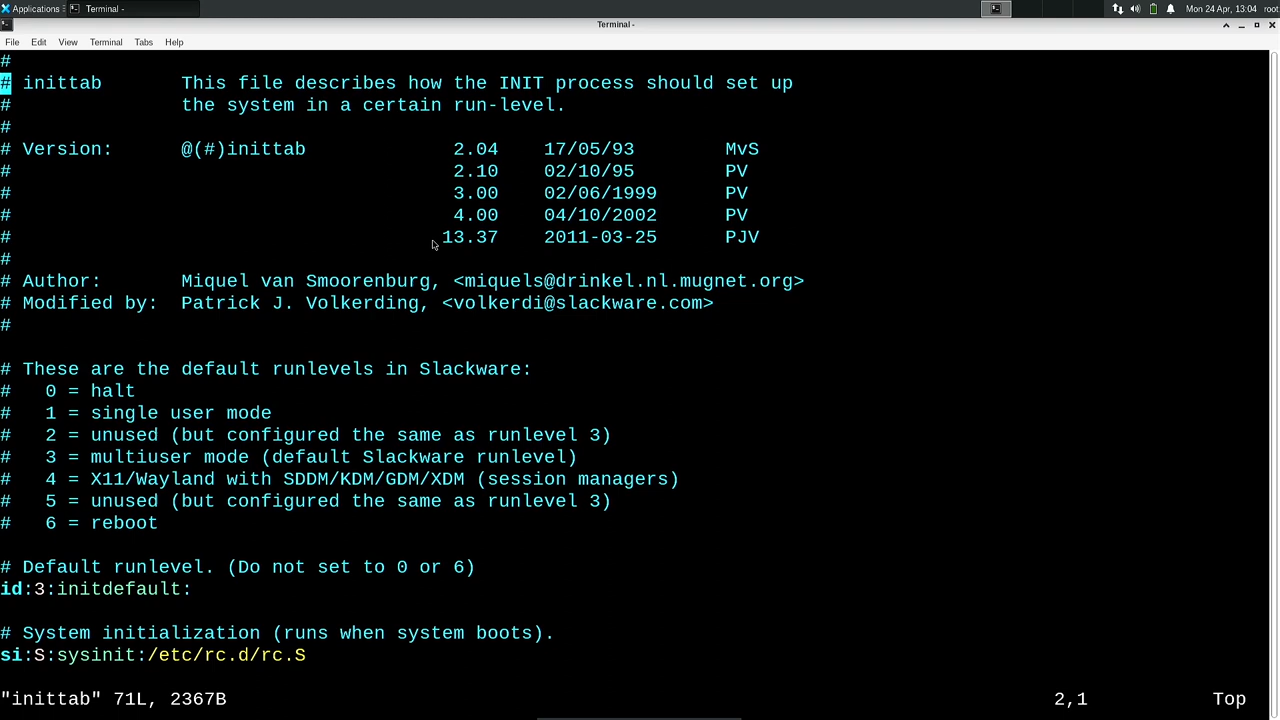 Applications Terminal - Mon 24 Apr, 13:04 root
Terminal -
File Edit View Terminal Tabs Help
#
# inittab This file describes how the INIT process should set up
# the system in a certain run-level.
#
# Version: @(#)inittab 2.04 17/05/93 MvS
# 2.10 02/10/95 PV
# 3.00 02/06/1999 PV
# 4.00 04/10/2002 PV
# 13.37 2011-03-25 PJV
#
# Author: Miquel van Smoorenburg, <miquels@drinkel.nl.mugnet.org>
# Modified by: Patrick J. Volkerding, <volkerdi@slackware.com>
#
# These are the default runlevels in Slackware:
# 0 = halt
# 1 = single user mode
# 2 = unused (but configured the same as runlevel 3)
# 3 = multiuser mode (default Slackware runlevel)
# 4 = X11/Wayland with SDDM/KDM/GDM/XDM (session managers)
# 5 = unused (but configured the same as runlevel 3)
# 6 = reboot
# Default runlevel. (Do not set to 0 or 6)
id:3:initdefault:
# System initialization (runs when system boots).
si:S:sysinit:/etc/rc.d/rc.S
"inittab" 71L, 2367B 2,1 Top